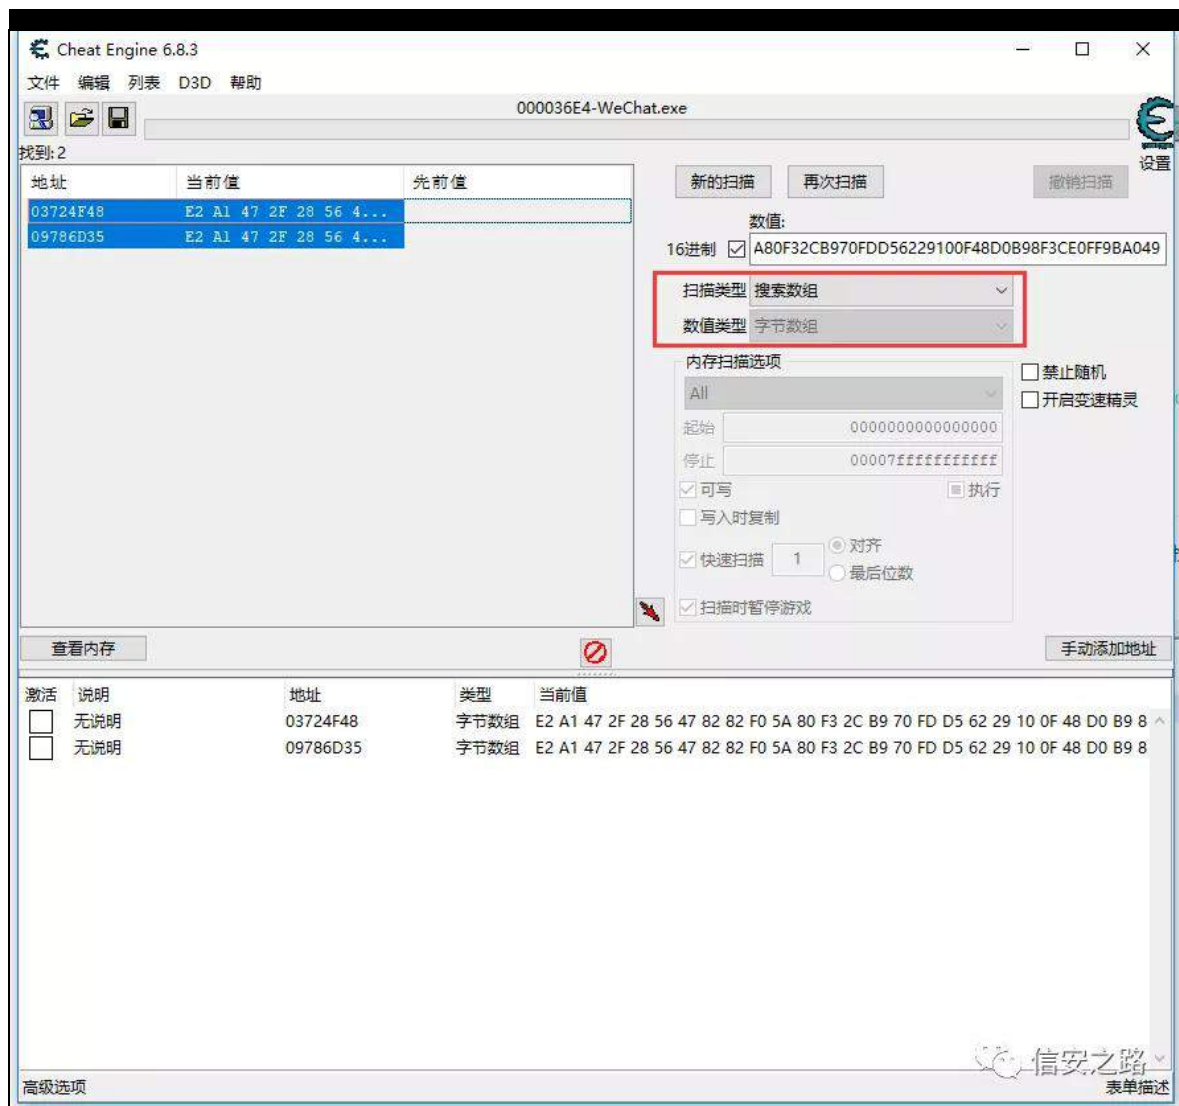 Cheat Engine 6.8.3
文件 编辑 列表 D3D 帮助
000036E4-WeChat.exe
找到:2
设置
地址 当前值 先前值
03724F48 E2 A1 47 2F 28 56 4...
09786D35 E2 A1 47 2F 28 56 4...
新的扫描 再次扫描 撤销扫描
数值:
16进制 A80F32CB970FDD56229100F48D0B98F3CE0FF9BA049
扫描类型 搜索数组
数值类型 字节数组
内存扫描选项
All
起始 0000000000000000
停止 00007fffffffffff
可写 执行
写入时复制
快速扫描 1 对齐
最后位数
扫描时暂停游戏
禁止随机
开启变速精灵
查看内存 手动添加地址
激活 说明 地址 类型 当前值
无说明 03724F48 字节数组 E2 A1 47 2F 28 56 47 82 82 F0 5A 80 F3 2C B9 70 FD D5 62 29 10 0F 48 D0 B9 8
无说明 09786D35 字节数组 E2 A1 47 2F 28 56 47 82 82 F0 5A 80 F3 2C B9 70 FD D5 62 29 10 0F 48 D0 B9 8
信安之路
高级选项 表单描述